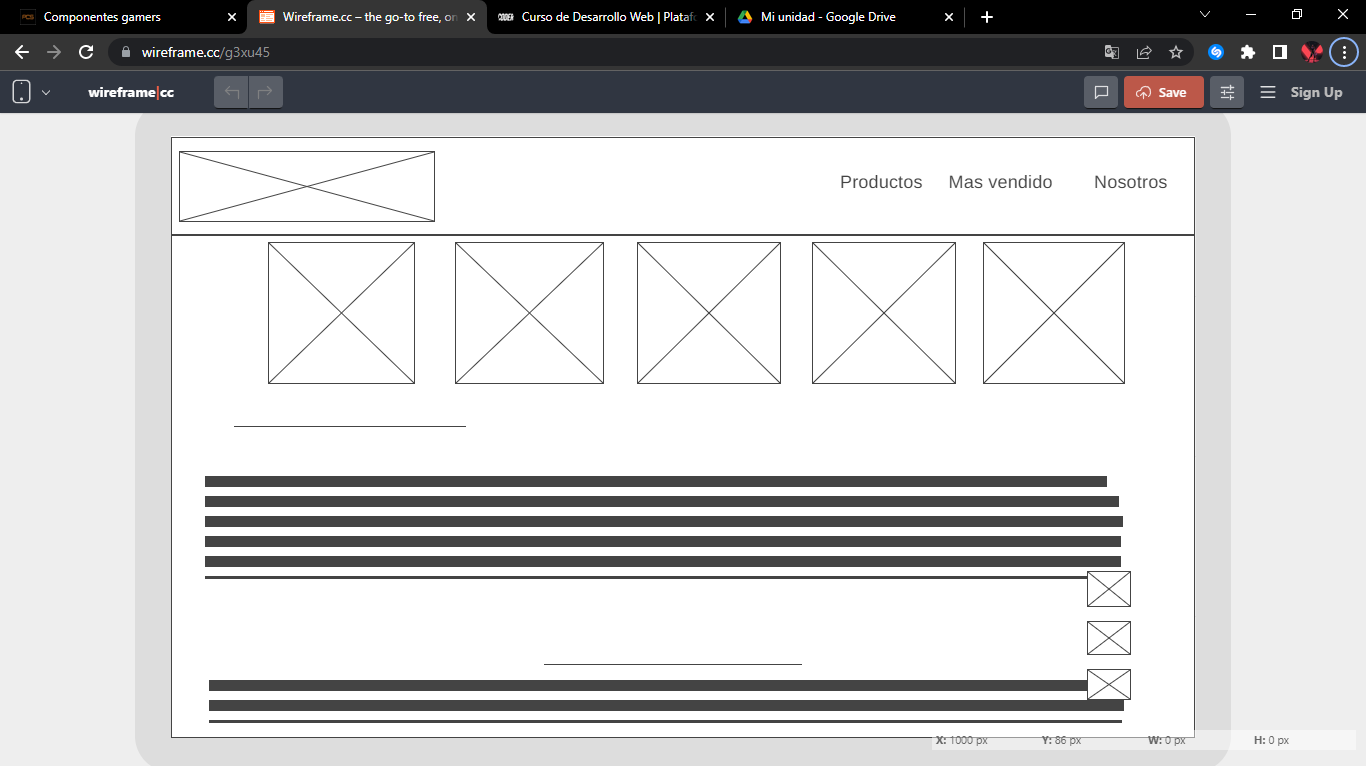 Componentes gamers
Wireframe.cc – the go-to free, on
CODER
Curso de Desarrollo Web | Plataf
Mi unidad - Google Drive
wireframe.cc/g3xu45
wireframe|cc
Save
Sign Up
Productos
Mas vendido
Nosotros
X: 1000 px
Y: 86 px
W: 0 px
H: 0 px